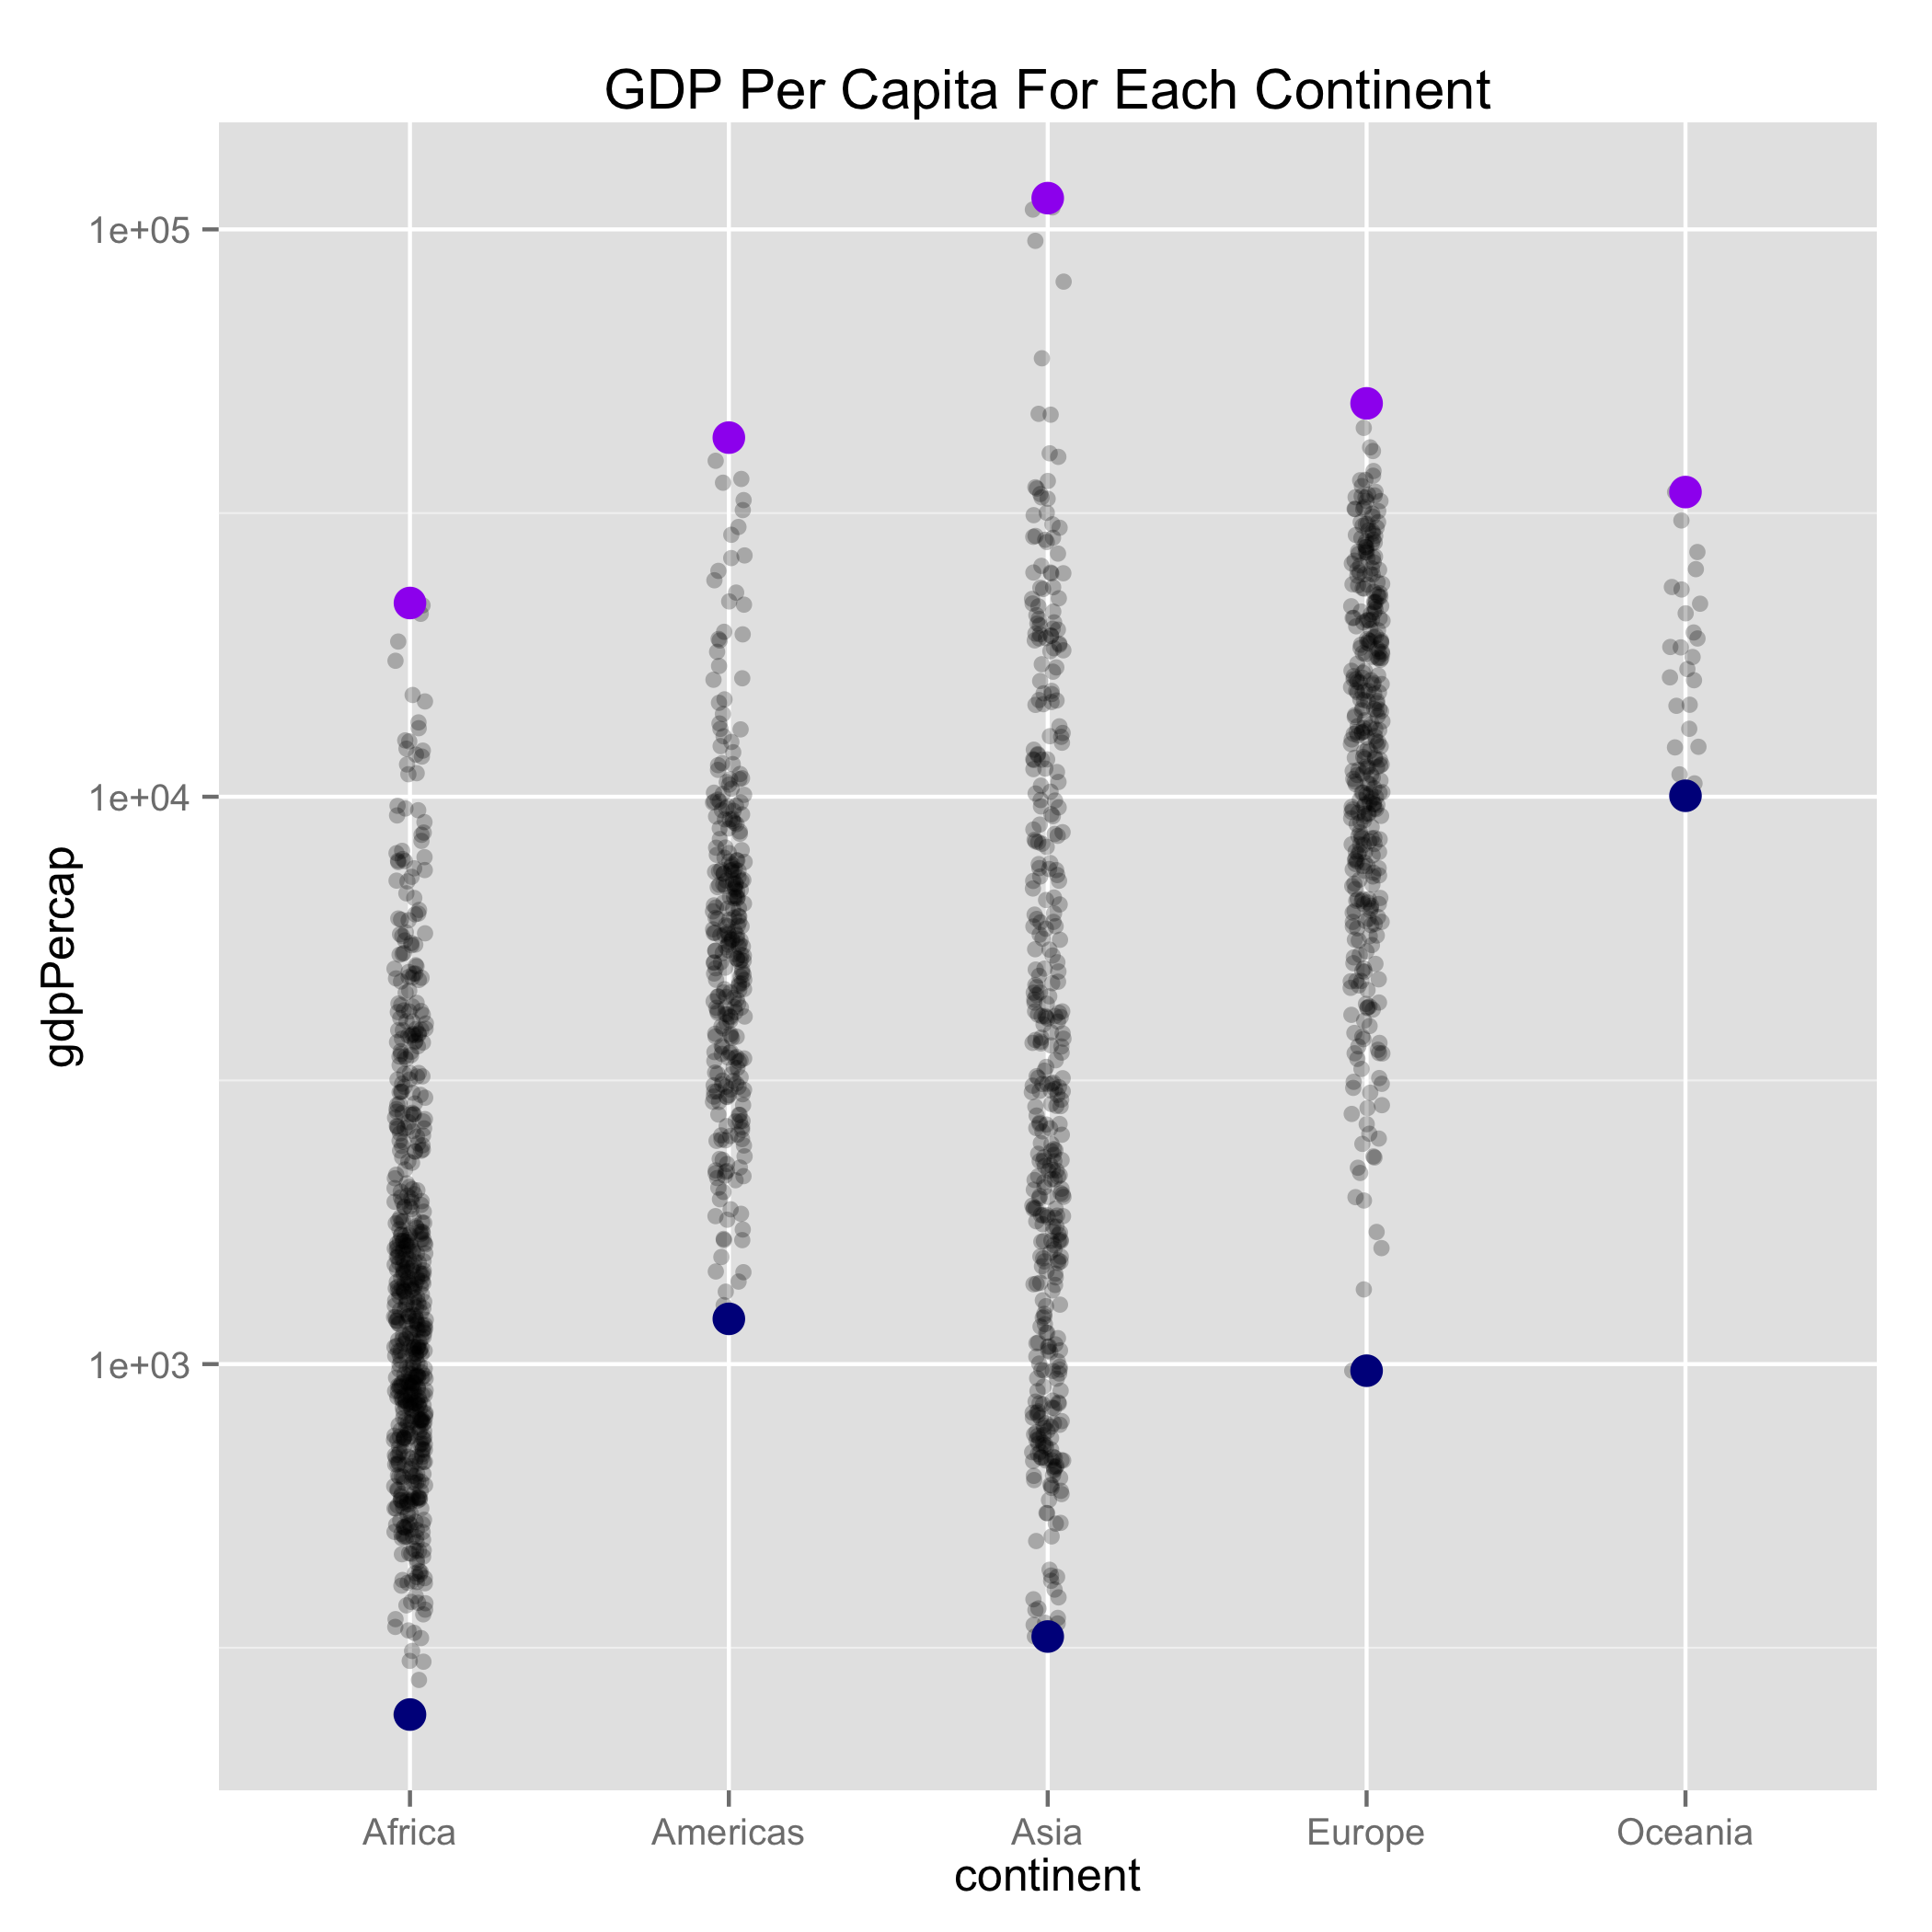 GDP Per Capita For Each Continent
1e+05
1e+04
1e+03
gdpPercap
Africa Americas Asia Europe Oceania
continent